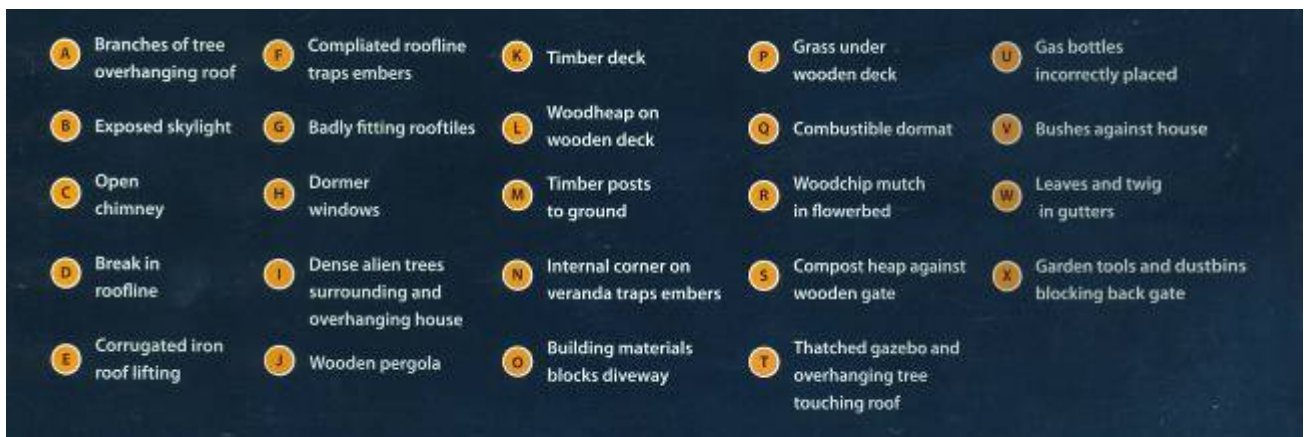 A Branches of tree
overhanging roof
B Exposed skylight
C Open
chimney
D Break in
roofline
E Corrugated iron
roof lifting
F Compliated roofline
traps embers
G Badly fitting rooftiles
H Dormer
windows
I Dense alien trees
surrounding and
overhanging house
J Wooden pergola
K Timber deck
L Woodheap on
wooden deck
M Timber posts
to ground
N Internal corner on
veranda traps embers
O Building materials
blocks diveway
P Grass under
wooden deck
Q Combustible dormat
R Woodchip mutch
in flowerbed
S Compost heap against
wooden gate
T Thatched gazebo and
overhanging tree
touching roof
U Gas bottles
incorrectly placed
V Bushes against house
W Leaves and twig
in gutters
X Garden tools and dustbins
blocking back gate